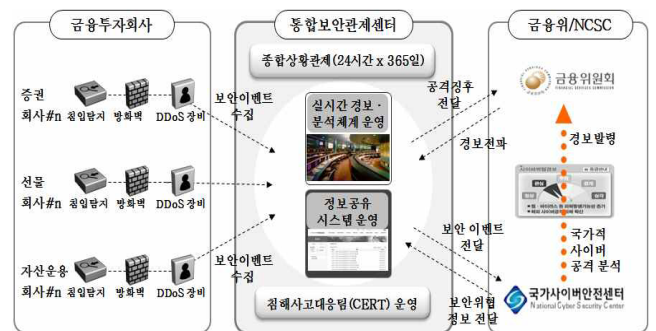 금융투자회사
통합보안관제센터
금융위/NCSC
종합상황관제(24시간 x 365일)
증권
회사#n 침입탐지 방화벽 DDoS 장비
보안이벤트
수집
실시간 경보·
분석체계 운영
공격징후
전달
경보전파
금융위원회
FINANCIAL SERVICES COMMISSION
경보발령
선물
회사#n 침입탐지 방화벽 DDoS 장비
정보공유
시스템 운영
보안 이벤트
전달
국가적
사이버
공격 분석
자산운용
회사#n 침입탐지 방화벽 DDoS 장비
보안이벤트
수집
보안위협
정보 전달
국가사이버안전센터
National Cyber Security Center
침해사고대응팀(CERT) 운영